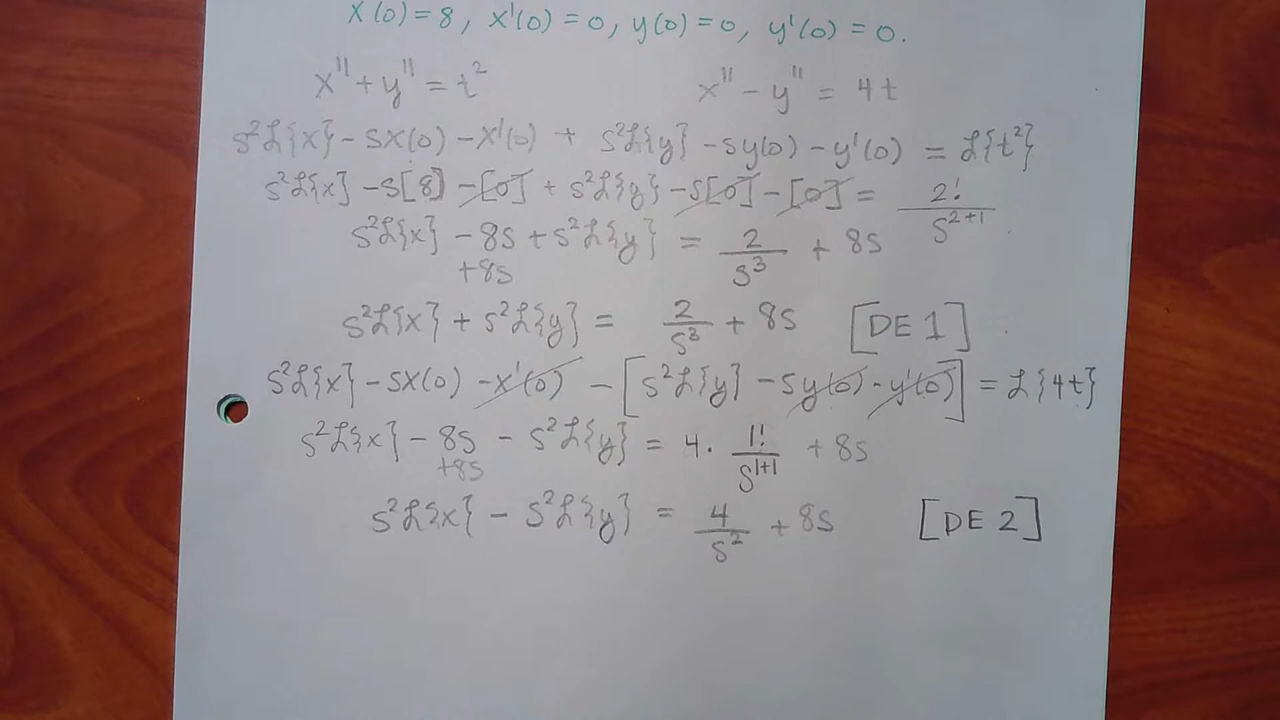 x(0) = 8, x'(0) = 0, y(0) = 0, y'(0) = 0.
x'' + y'' = t² x'' - y'' = 4t
s²ℒ{x} - sx(0) - x'(0) + s²ℒ{y} - sy(0) - y'(0) = ℒ{t²}
s²ℒ{x} - s[8] - [0] + s²ℒ{y} - s[0] - [0] = 2!/s^(2+1)
s²ℒ{x} - 8s + s²ℒ{y} = 2/s³ + 8s
+8s
s²ℒ{x} + s²ℒ{y} = 2/s³ + 8s [DE 1]
s²ℒ{x} - sx(0) - x'(0) - [s²ℒ{y} - sy(0) - y'(0)] = ℒ{4t}
s²ℒ{x} - 8s - s²ℒ{y} = 4 · 1!/s^(1+1) + 8s
+8s
s²ℒ{x} - s²ℒ{y} = 4/s² + 8s [DE 2]